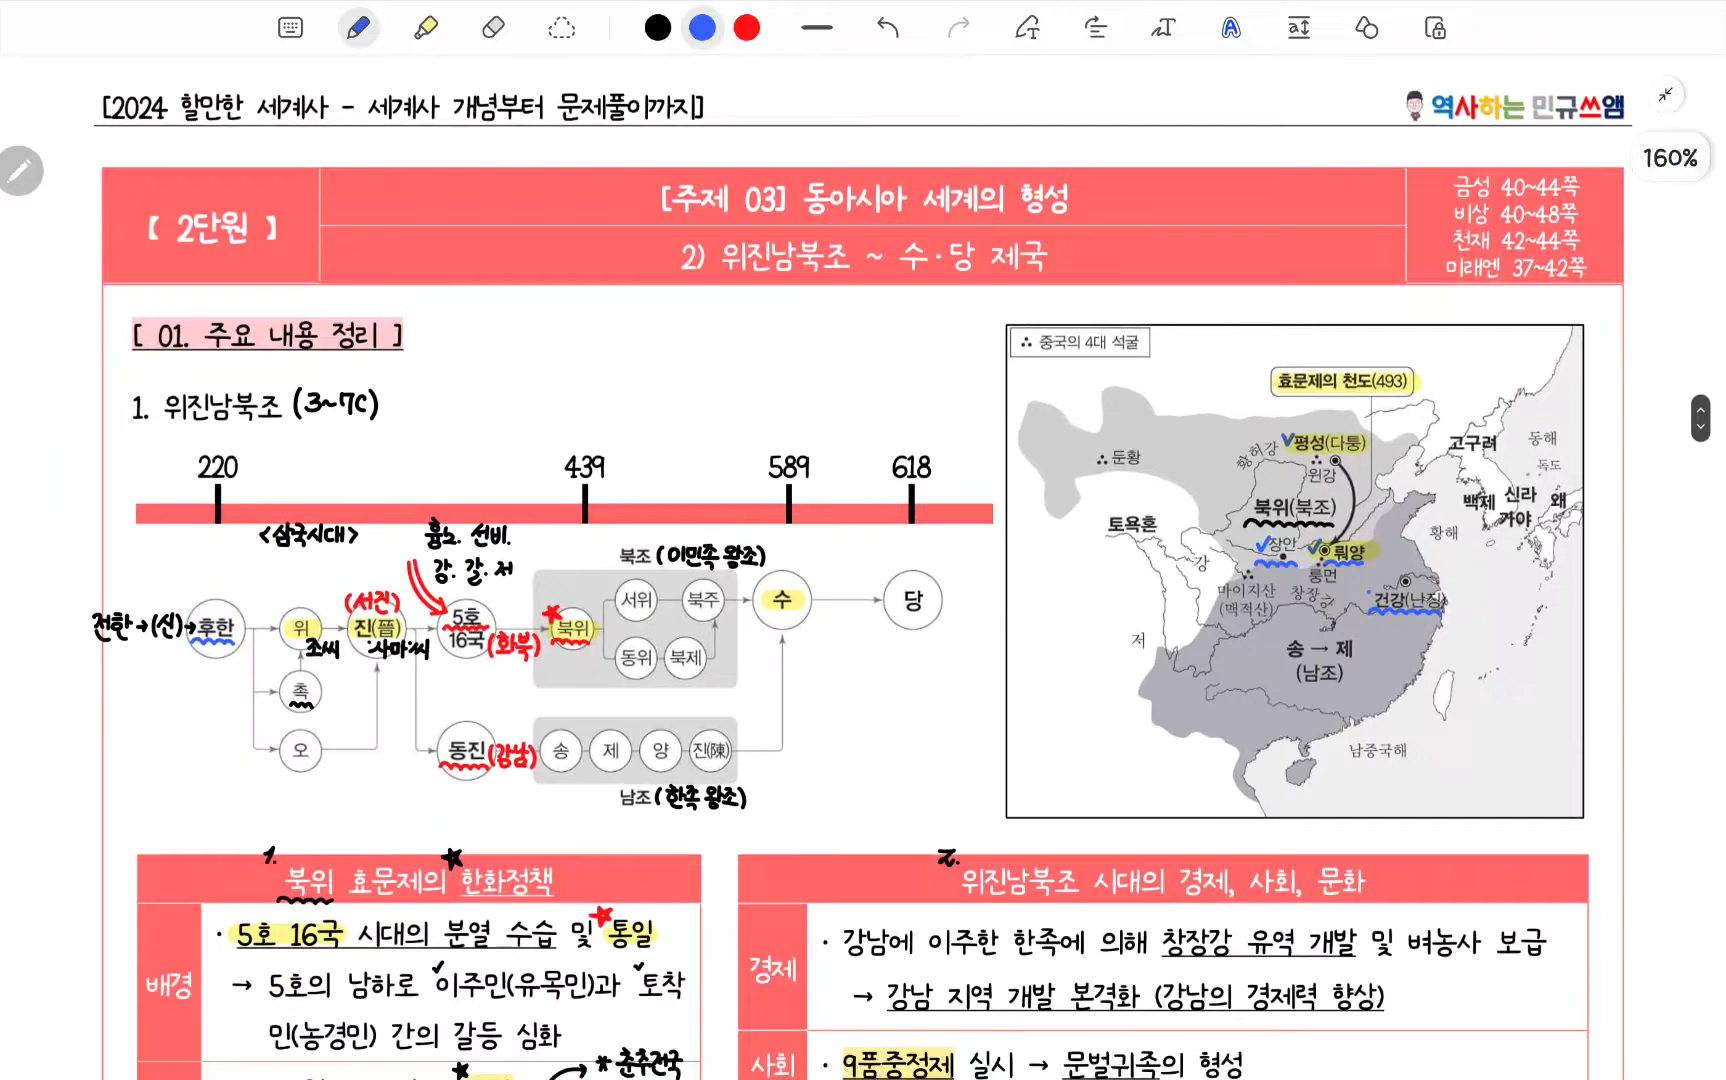 [2024 할만한 세계사 - 세계사 개념부터 문제풀이까지]
역사하는 민규쓰앰
160%
【 2단원 】
[주제 03] 동아시아 세계의 형성
2) 위진남북조 ~ 수·당 제국
금성 40~44쪽
비상 40~48쪽
천재 42~44쪽
미래엔 37~42쪽
[ 01. 주요 내용 정리 ]
1. 위진남북조 (3~7C)
220 439 589 618
<삼국시대>
흉노. 선비.
강. 갈. 저
북조 (이민족 왕조)
전한→(신)→후한
위
조씨
(서진)
진(晉)
사마씨
5호
16국 (화북)
북위
서위 북주
동위 북제
수
당
촉
오
동진 (강남)
송 제 양 진(陳)
남조 (한족 왕조)
∴ 중국의 4대 석굴
효문제의 천도(493)
평성(다퉁)
황허강
윈강
둔황
고구려
동해
독도
북위(북조)
백제 신라 왜
가야
토욕혼
황해
장안 뤄양
룽먼
강
마이지산
(맥적산)
창장
건강(난징)
저
송 → 제
(남조)
남중국해
1. 북위 효문제의 한화정책
배경
· 5호 16국 시대의 분열 수습 및 통일
→ 5호의 남하로 이주민(유목민)과 토착
민(농경민) 간의 갈등 심화
* 춘추전국
2. 위진남북조 시대의 경제, 사회, 문화
경제
· 강남에 이주한 한족에 의해 창장강 유역 개발 및 벼농사 보급
→ 강남 지역 개발 본격화 (강남의 경제력 향상)
사회
· 9품중정제 실시 → 문벌귀족의 형성